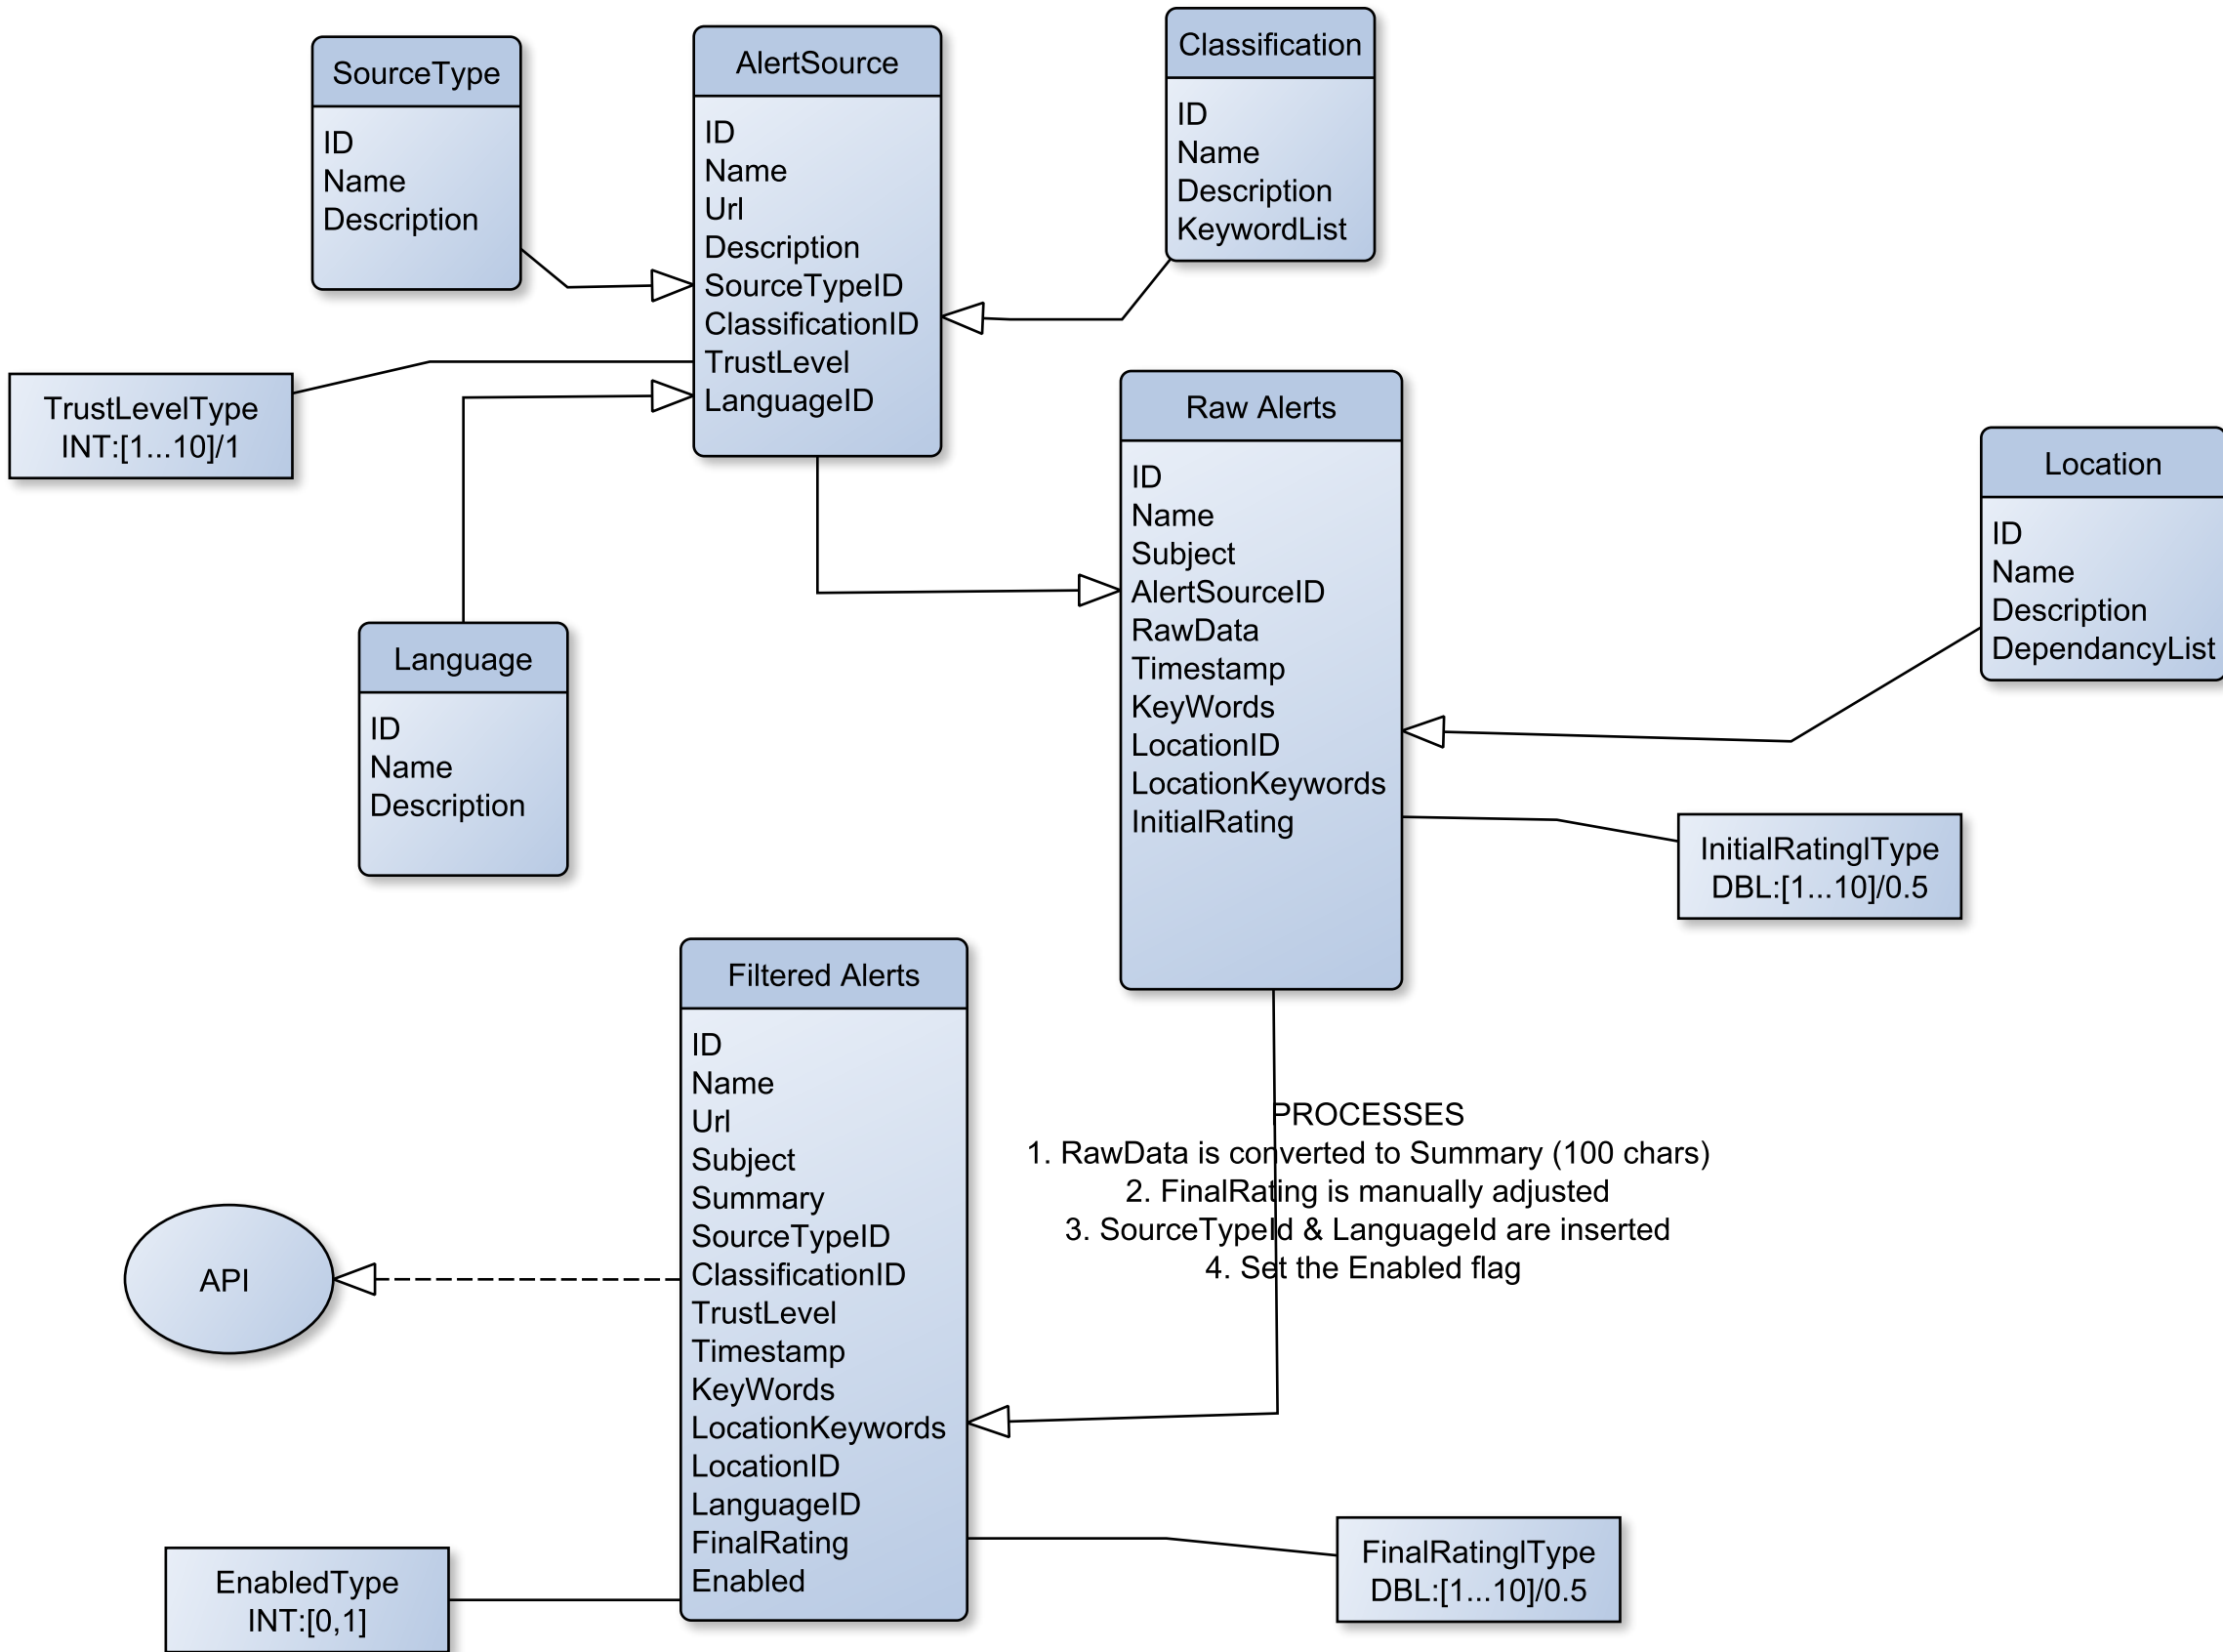 SourceType
ID
Name
Description
AlertSource
ID
Name
Url
Description
SourceTypeID
ClassificationID
TrustLevel
LanguageID
Classification
ID
Name
Description
KeywordList
TrustLevelType
INT:[1...10]/1
Raw Alerts
ID
Name
Subject
AlertSourceID
RawData
Timestamp
KeyWords
LocationID
LocationKeywords
InitialRating
Location
ID
Name
Description
DependancyList
Language
ID
Name
Description
InitialRatinglType
DBL:[1...10]/0.5
Filtered Alerts
ID
Name
Url
Subject
Summary
SourceTypeID
ClassificationID
TrustLevel
Timestamp
KeyWords
LocationKeywords
LocationID
LanguageID
FinalRating
Enabled
PROCESSES
1. RawData is converted to Summary (100 chars)
2. FinalRating is manually adjusted
3. SourceTypeId & LanguageId are inserted
4. Set the Enabled flag
API
EnabledType
INT:[0,1]
FinalRatinglType
DBL:[1...10]/0.5